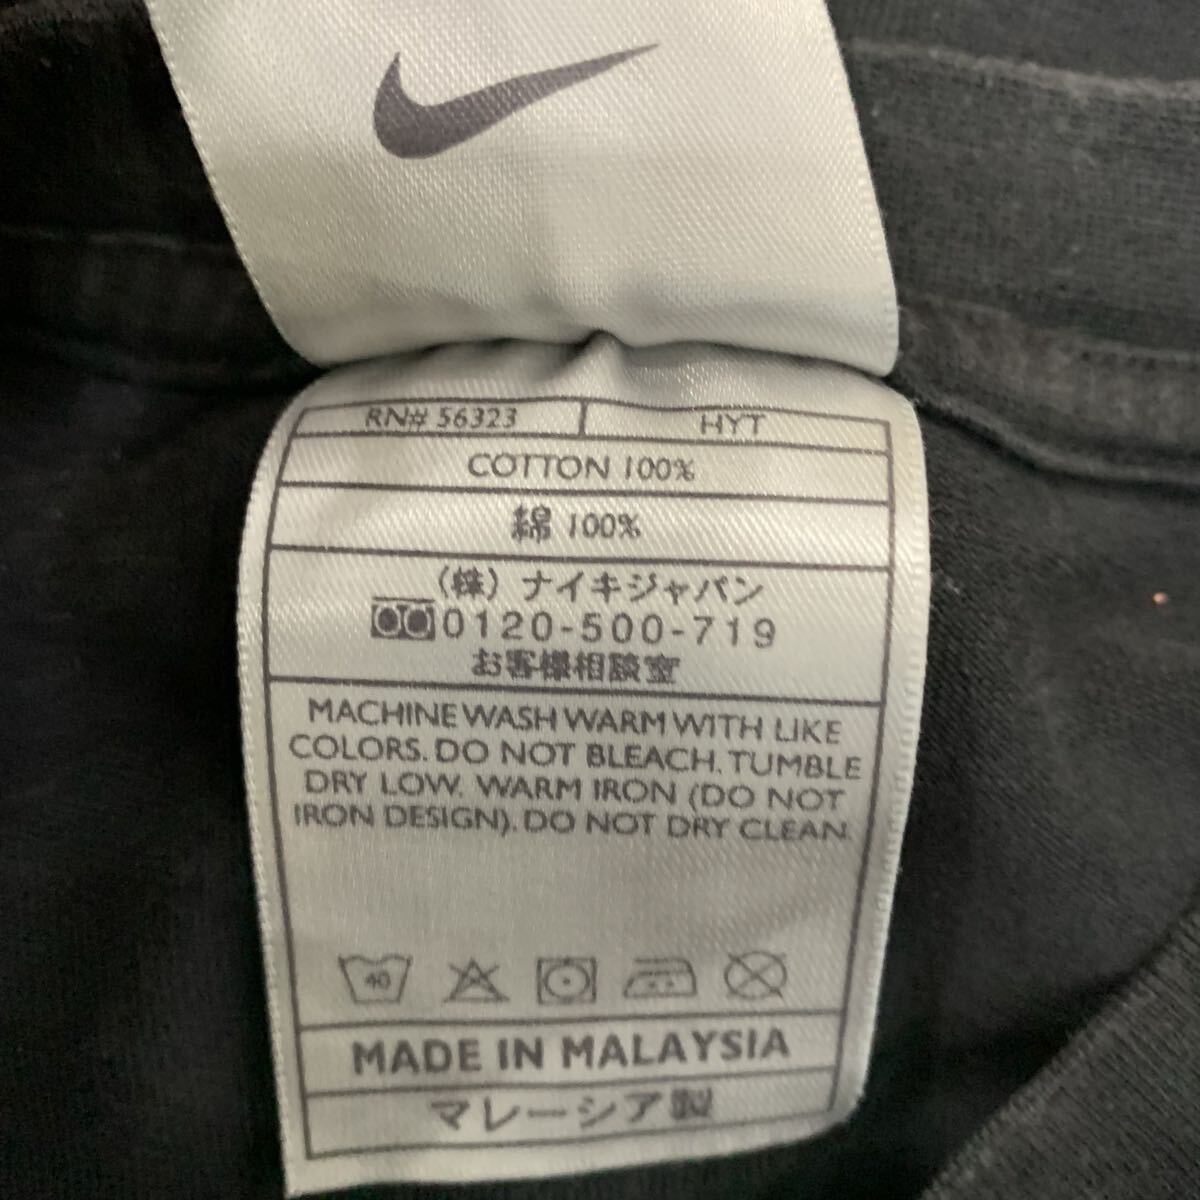 RN# 56323 HYT
COTTON 100%
綿 100%
(株) ナイキジャパン
0120-500-719
お客様相談室
MACHINE WASH WARM WITH LIKE
COLORS. DO NOT BLEACH. TUMBLE
DRY LOW. WARM IRON (DO NOT
IRON DESIGN). DO NOT DRY CLEAN.
40
MADE IN MALAYSIA
マレーシア製